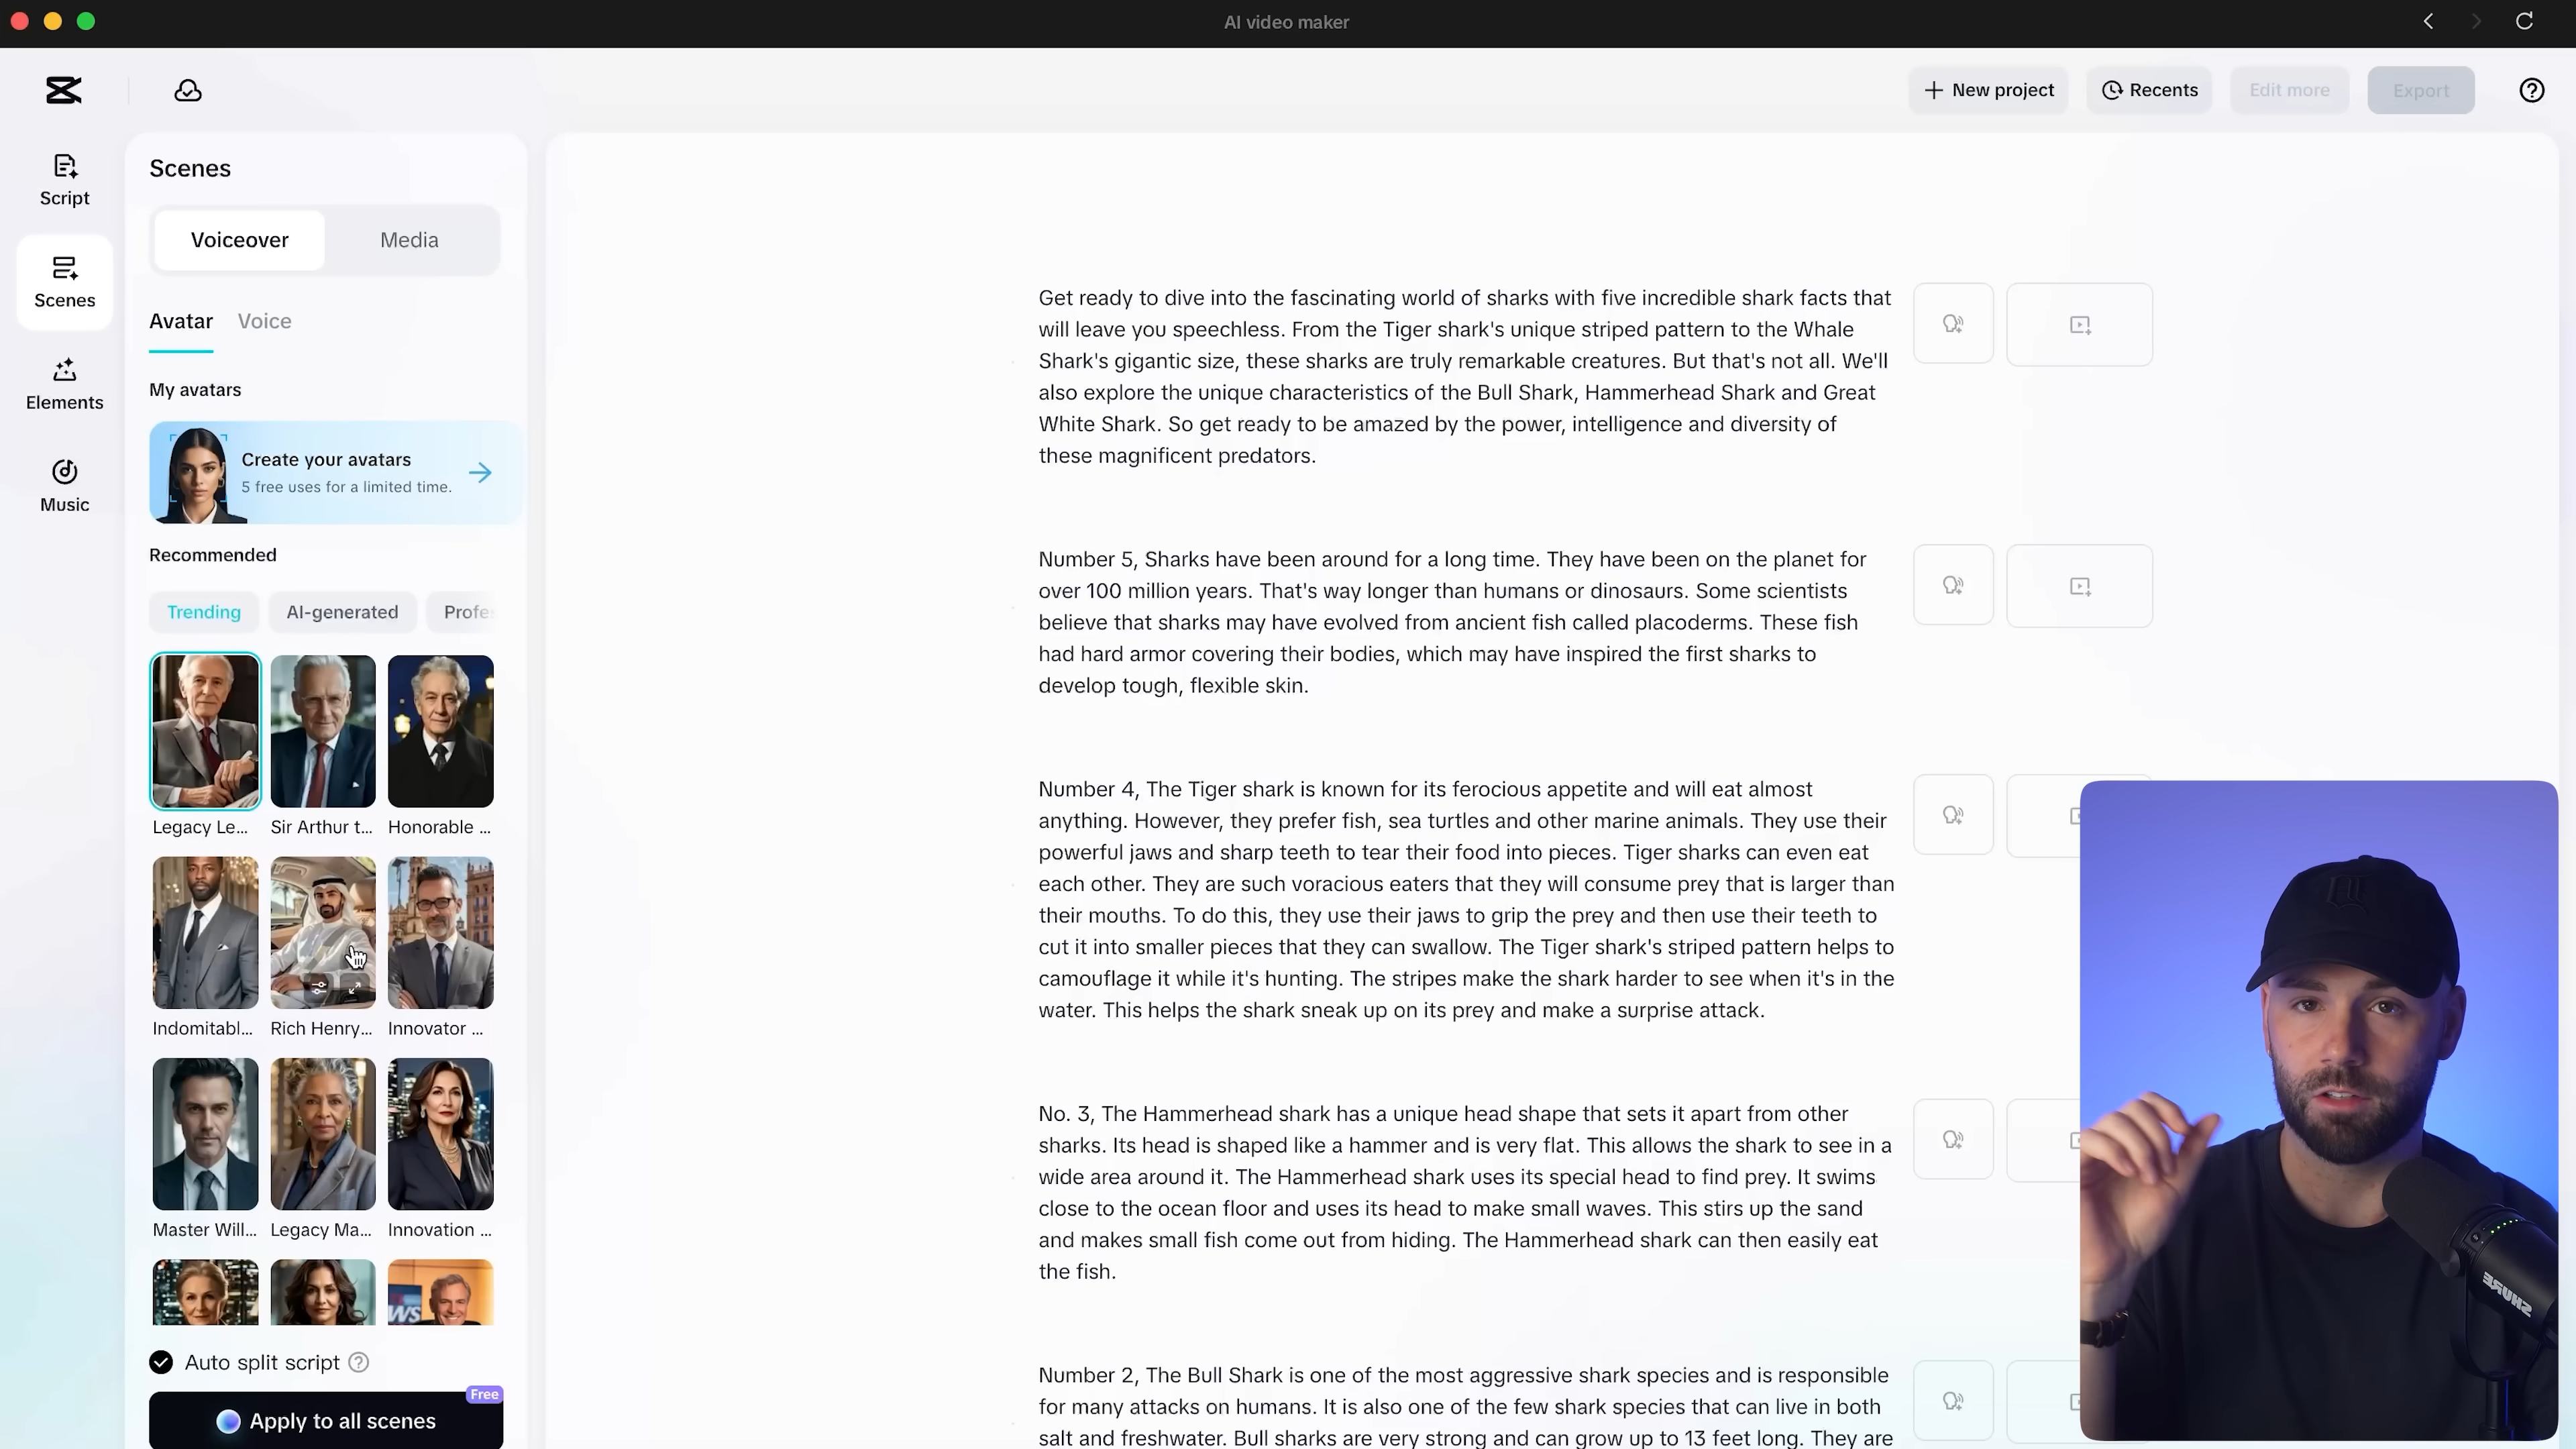 AI video maker
New project
Recents
Edit more
Export
Script
Scenes
Elements
Music
Scenes
Voiceover
Media
Avatar
Voice
My avatars
Create your avatars
5 free uses for a limited time.
Recommended
Trending
AI-generated
Profe
Legacy Le...
Sir Arthur t...
Honorable ...
Indomitabl...
Rich Henry...
Innovator ...
Master Will...
Legacy Ma...
Innovation ...
WS
Auto split script
Free
Apply to all scenes
Get ready to dive into the fascinating world of sharks with five incredible shark facts that
will leave you speechless. From the Tiger shark's unique striped pattern to the Whale
Shark's gigantic size, these sharks are truly remarkable creatures. But that's not all. We'll
also explore the unique characteristics of the Bull Shark, Hammerhead Shark and Great
White Shark. So get ready to be amazed by the power, intelligence and diversity of
these magnificent predators.
Number 5, Sharks have been around for a long time. They have been on the planet for
over 100 million years. That's way longer than humans or dinosaurs. Some scientists
believe that sharks may have evolved from ancient fish called placoderms. These fish
had hard armor covering their bodies, which may have inspired the first sharks to
develop tough, flexible skin.
Number 4, The Tiger shark is known for its ferocious appetite and will eat almost
anything. However, they prefer fish, sea turtles and other marine animals. They use their
powerful jaws and sharp teeth to tear their food into pieces. Tiger sharks can even eat
each other. They are such voracious eaters that they will consume prey that is larger than
their mouths. To do this, they use their jaws to grip the prey and then use their teeth to
cut it into smaller pieces that they can swallow. The Tiger shark's striped pattern helps to
camouflage it while it's hunting. The stripes make the shark harder to see when it's in the
water. This helps the shark sneak up on its prey and make a surprise attack.
No. 3, The Hammerhead shark has a unique head shape that sets it apart from other
sharks. Its head is shaped like a hammer and is very flat. This allows the shark to see in a
wide area around it. The Hammerhead shark uses its special head to find prey. It swims
close to the ocean floor and uses its head to make small waves. This stirs up the sand
and makes small fish come out from hiding. The Hammerhead shark can then easily eat
the fish.
Number 2, The Bull Shark is one of the most aggressive shark species and is responsible
for many attacks on humans. It is also one of the few shark species that can live in both
salt and freshwater. Bull sharks are very strong and can grow up to 13 feet long. They are
SHURE